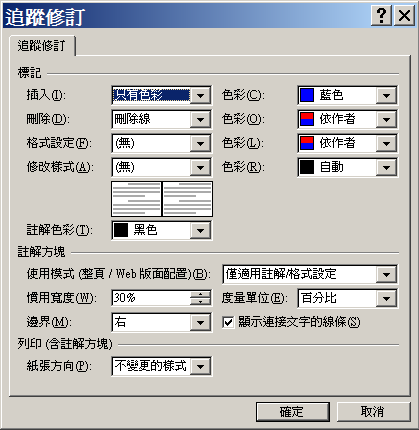 追蹤修訂
追蹤修訂
標記
插入(I): 只有色彩 色彩(C): 藍色
刪除(D): 刪除線 色彩(O): 依作者
格式設定(F): (無) 色彩(L): 依作者
修改樣式(A): (無) 色彩(R): 自動
註解色彩(T): 黑色
註解方塊
使用模式 (整頁 / Web 版面配置)(B): 僅適用註解/格式設定
慣用寬度(W): 30% 度量單位(E): 百分比
邊界(M): 右 顯示連接文字的線條(S)
列印 (含註解方塊)
紙張方向(P): 不變更的樣式
確定 取消